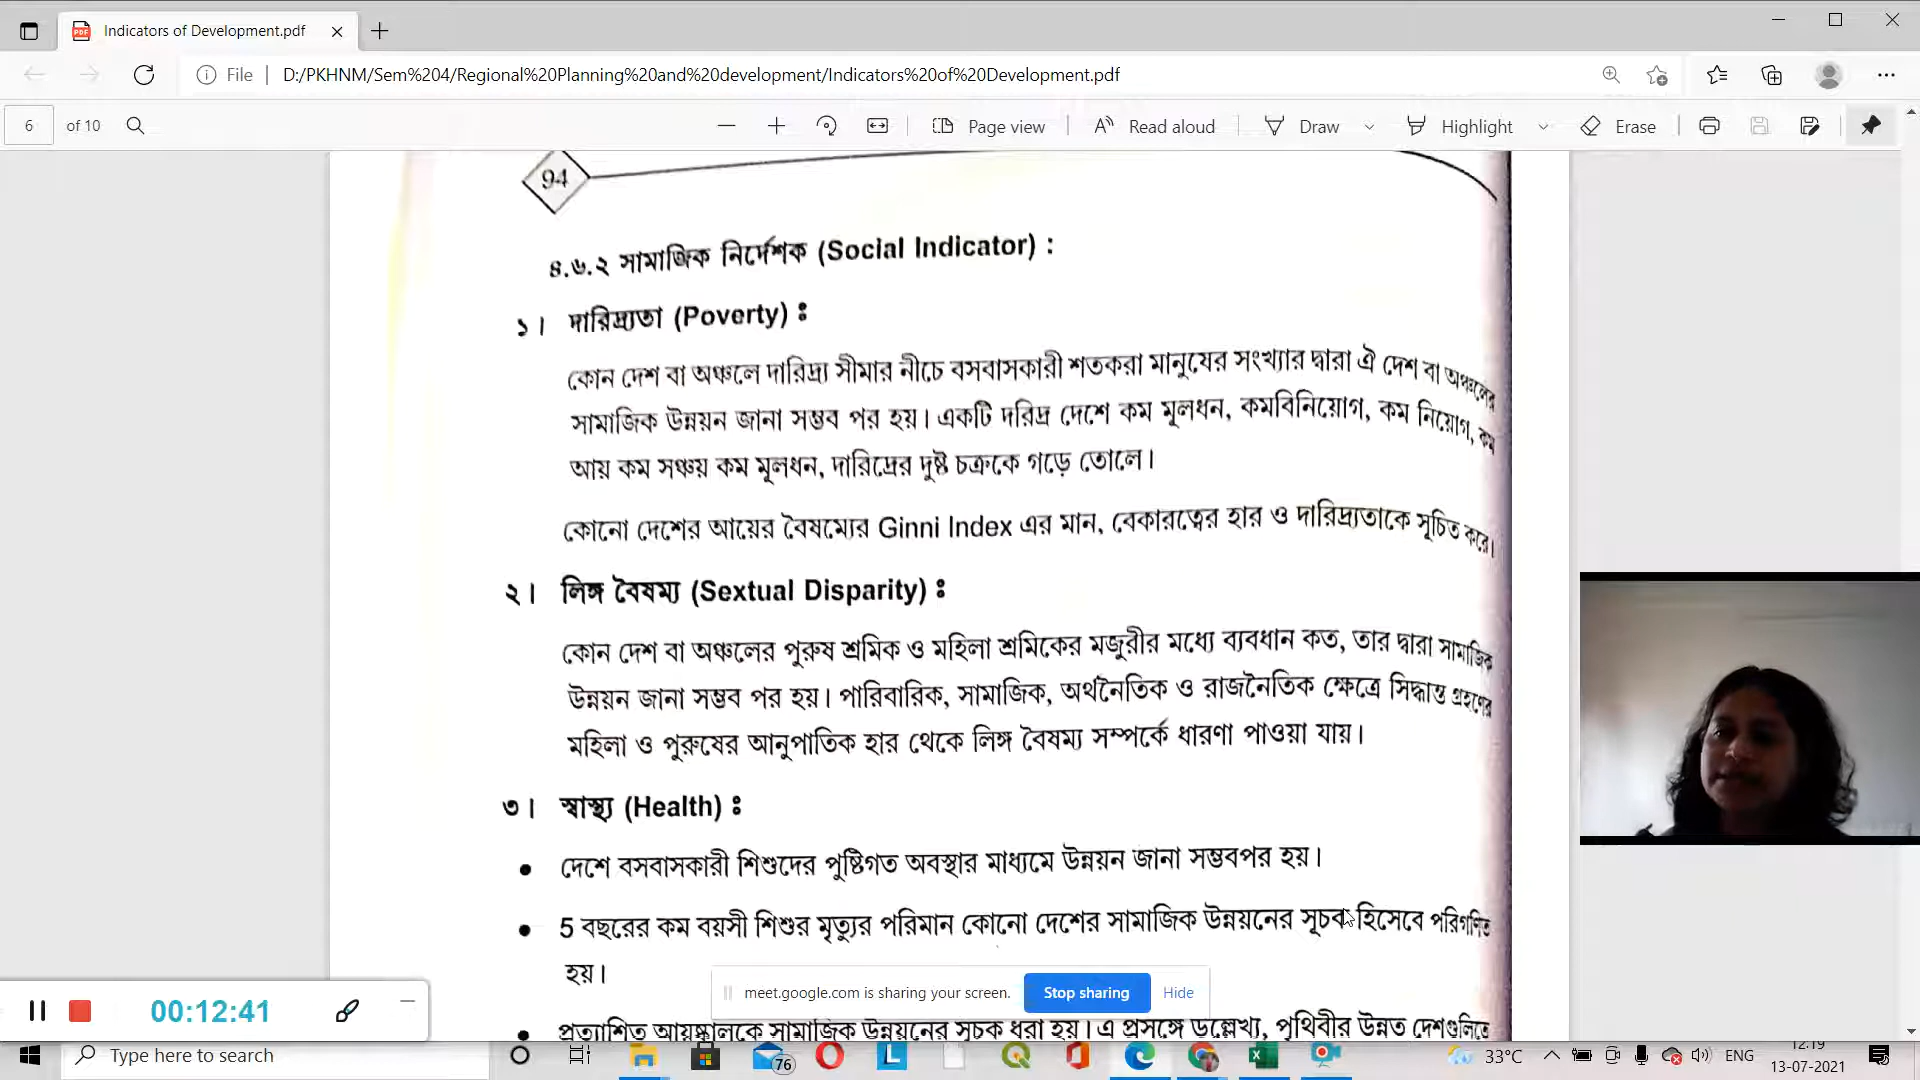 Indicators of Development.pdf
File
D:/PKHNM/Sem%204/Regional%20Planning%20and%20development/Indicators%20of%20Development.pdf
6 of 10
Page view
Read aloud
Draw
Highlight
Erase
94
৪.৬.২ সামাজিক নির্দেশক (Social Indicator) :
১। দারিদ্র্যতা (Poverty) :
কোন দেশ বা অঞ্চলে দারিদ্র্য সীমার নীচে বসবাসকারী শতকরা মানুষের সংখ্যার দ্বারা ঐ দেশ বা অঞ্চলের
সামাজিক উন্নয়ন জানা সম্ভব পর হয়। একটি দরিদ্র দেশে কম মূলধন, কমবিনিয়োগ, কম নিয়োগ, কম
আয় কম সঞ্চয় কম মূলধন, দারিদ্রের দুষ্ট চক্রকে গড়ে তোলে।
কোনো দেশের আয়ের বৈষম্যের Ginni Index এর মান, বেকারত্বের হার ও দারিদ্র্যতাকে সূচিত করে।
২। লিঙ্গ বৈষম্য (Sextual Disparity) :
কোন দেশ বা অঞ্চলের পুরুষ শ্রমিক ও মহিলা শ্রমিকের মজুরীর মধ্যে ব্যবধান কত, তার দ্বারা সামাজিক
উন্নয়ন জানা সম্ভব পর হয়। পারিবারিক, সামাজিক, অর্থনৈতিক ও রাজনৈতিক ক্ষেত্রে সিদ্ধান্ত গ্রহণের
মহিলা ও পুরুষের আনুপাতিক হার থেকে লিঙ্গ বৈষম্য সম্পর্কে ধারণা পাওয়া যায়।
৩। স্বাস্থ্য (Health) :
● দেশে বসবাসকারী শিশুদের পুষ্টিগত অবস্থার মাধ্যমে উন্নয়ন জানা সম্ভবপর হয়।
● 5 বছরের কম বয়সী শিশুর মৃত্যুর পরিমান কোনো দেশের সামাজিক উন্নয়নের সূচক হিসেবে পরিগণিত
হয়।
● প্রত্যাশিত আয়ুষ্কালকে সামাজিক উন্নয়নের সূচক ধরা হয়। এ প্রসঙ্গে উল্লেখ্য, পৃথিবীর উন্নত দেশগুলিতে
meet.google.com is sharing your screen.
Stop sharing
Hide
00:12:41
Type here to search
76
33°C
ENG
12:19
13-07-2021